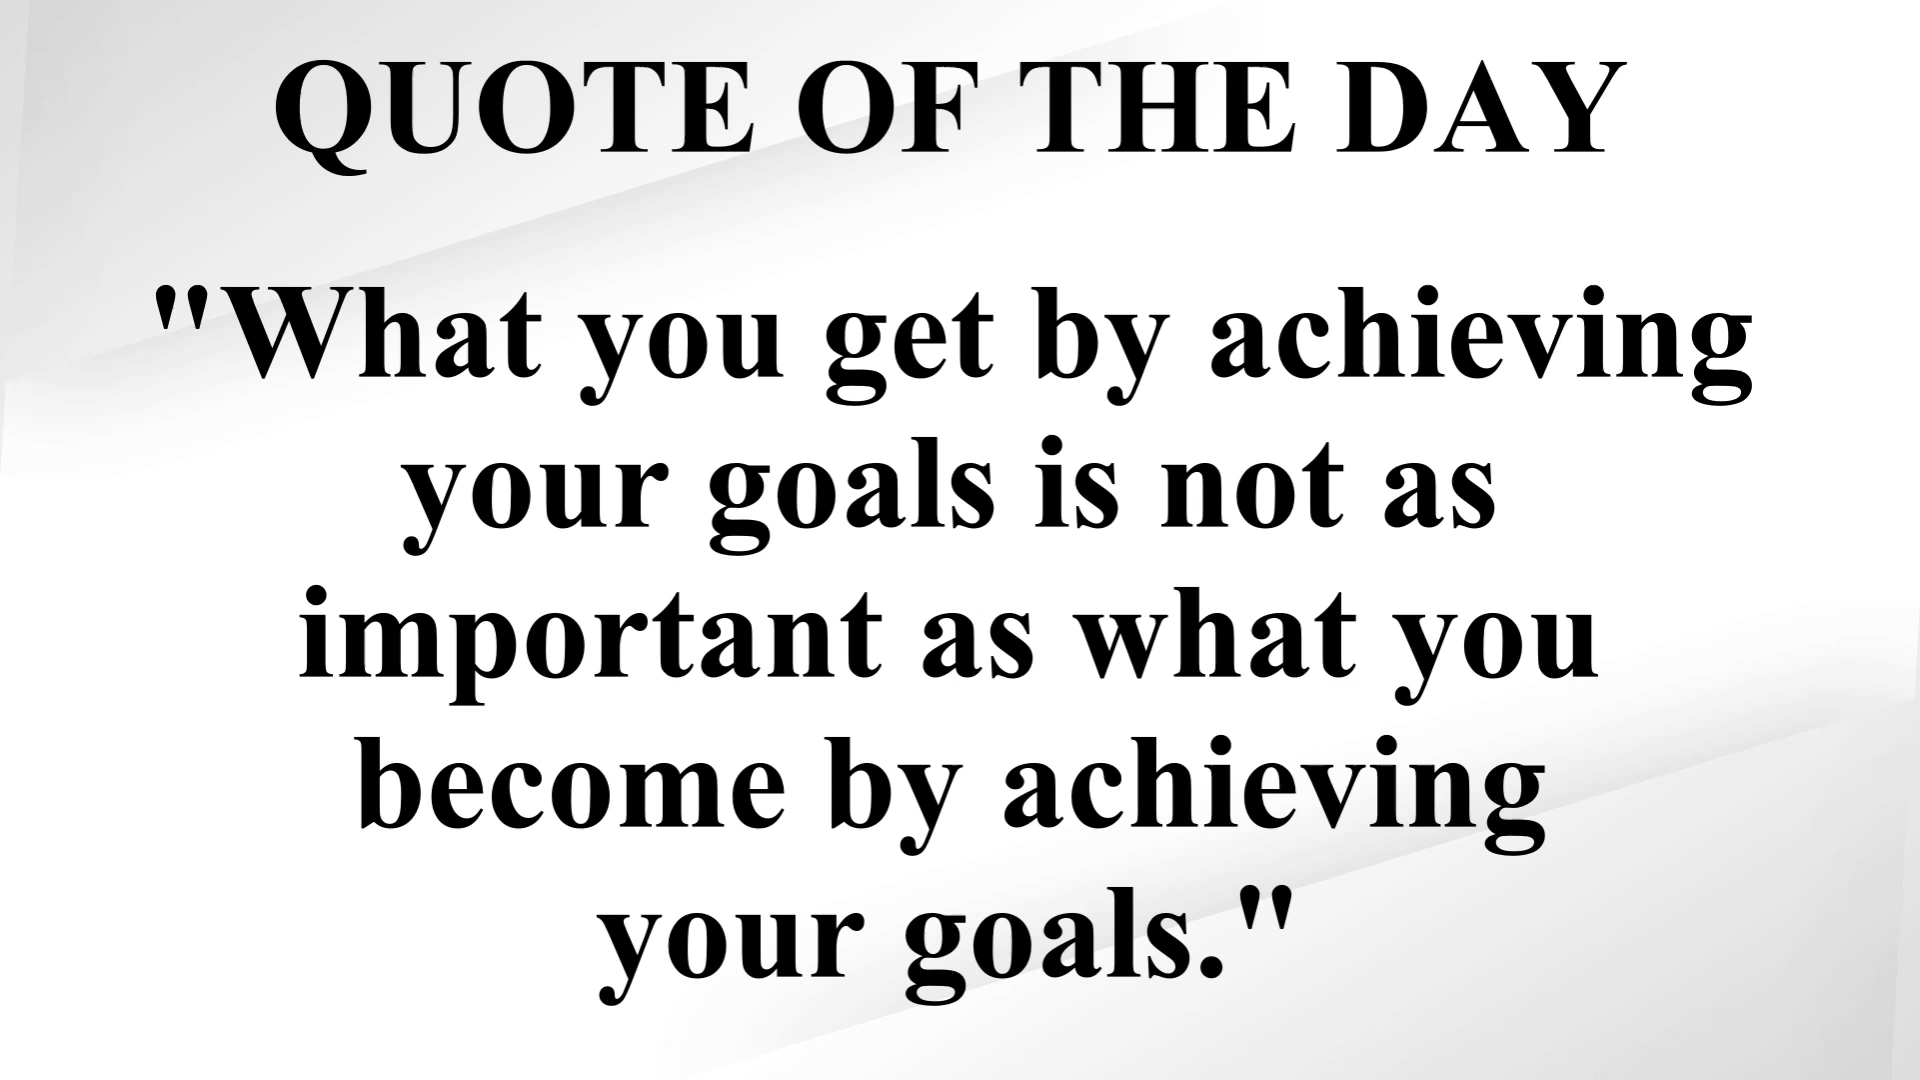 QUOTE OF THE DAY
"What you get by achieving
your goals is not as
important as what you
become by achieving
your goals."